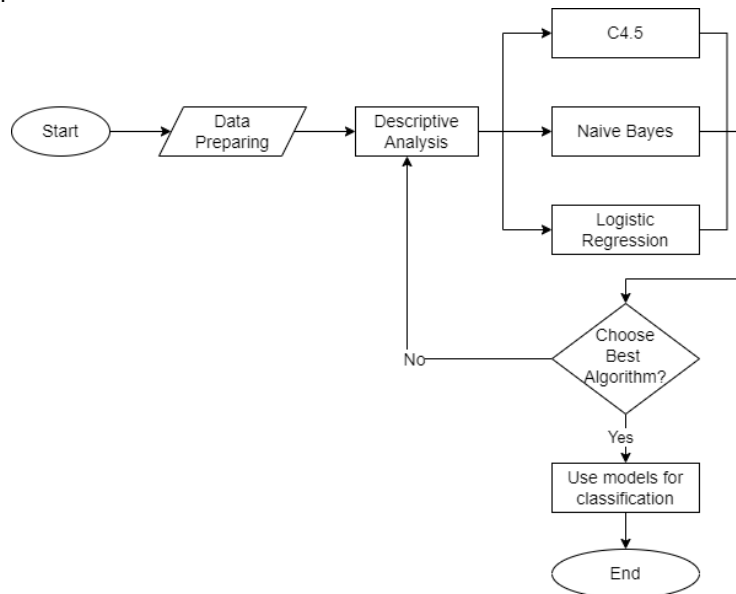 C4.5
Start
Data
Preparing
Descriptive
Analysis
Naive Bayes
Logistic
Regression
Choose
Best
Algorithm?
No
Yes
Use models for
classification
End